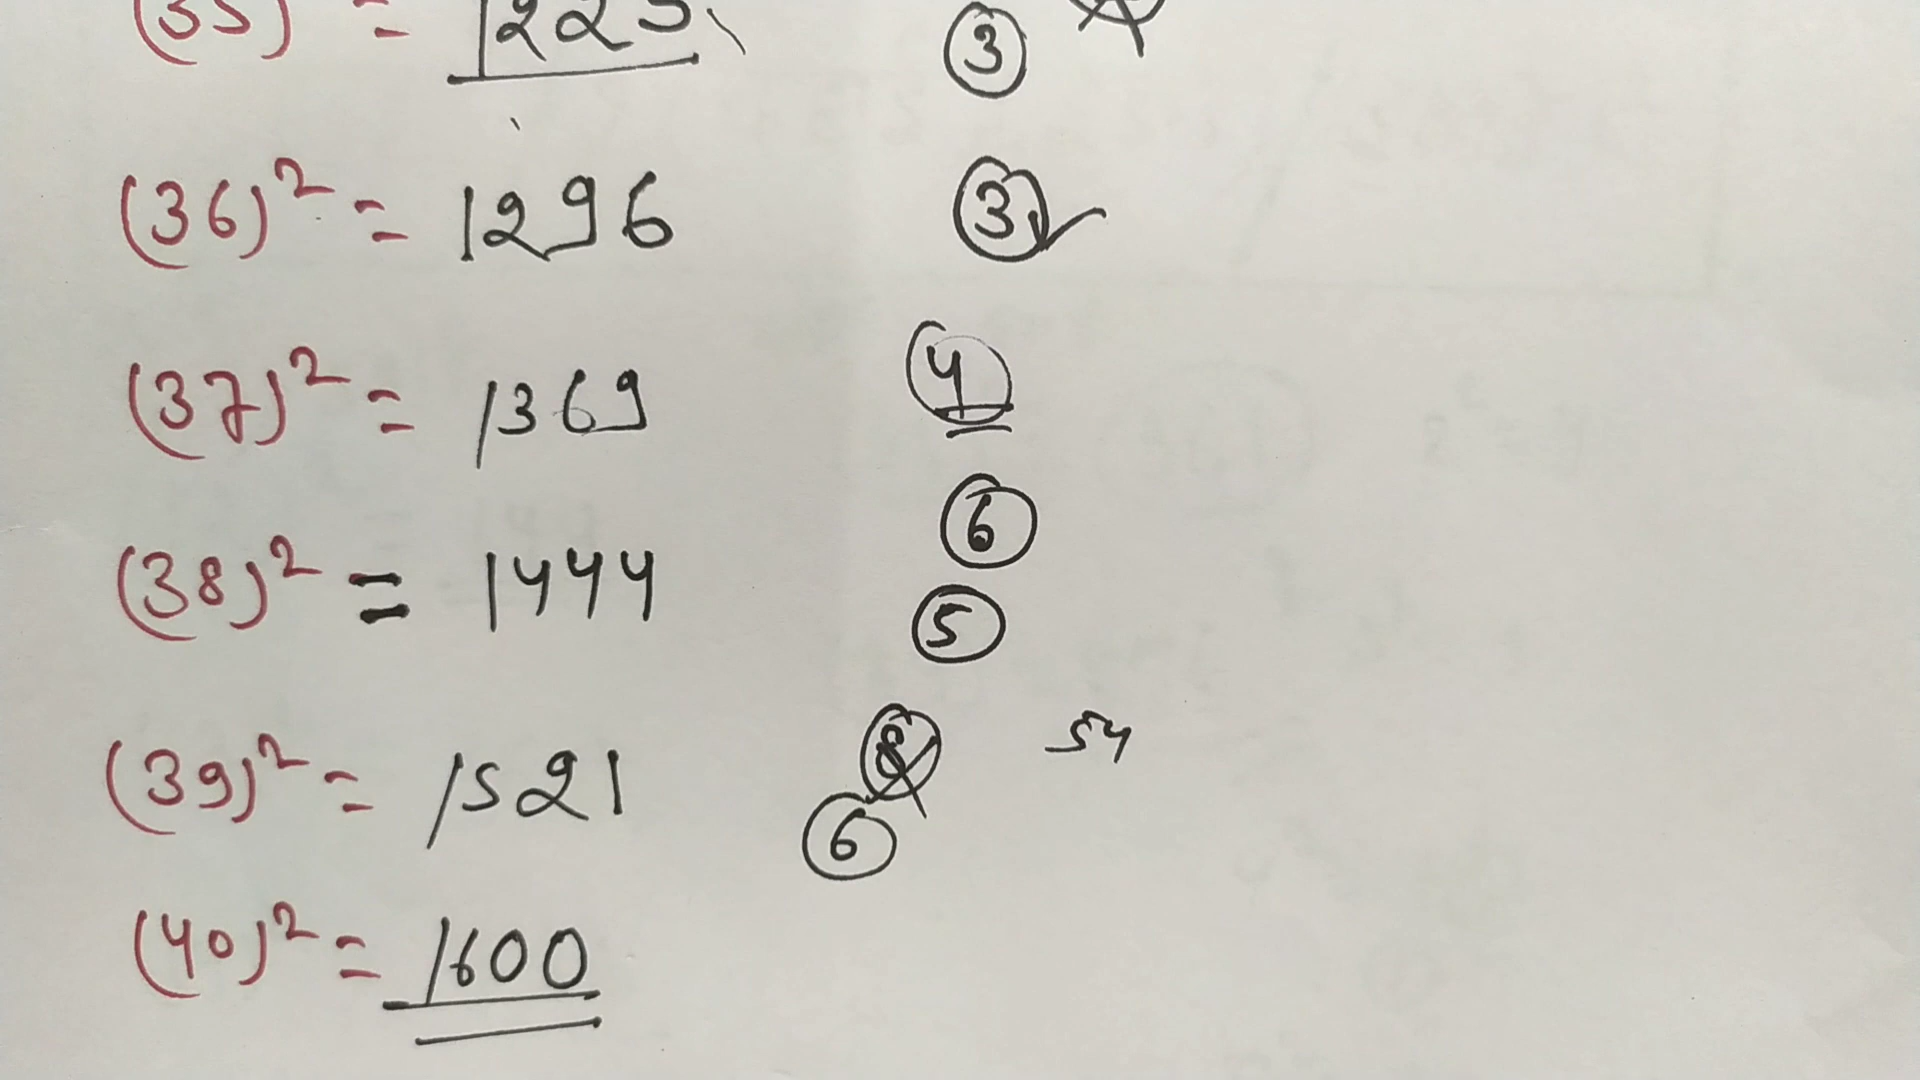 (35) = 1225 ③
(36)² = 1296 ③
(37)² = 1369 ④
⑥
(38)² = 1444 ⑤
(39)² = 1521 54
⑥
(40)² = 1600